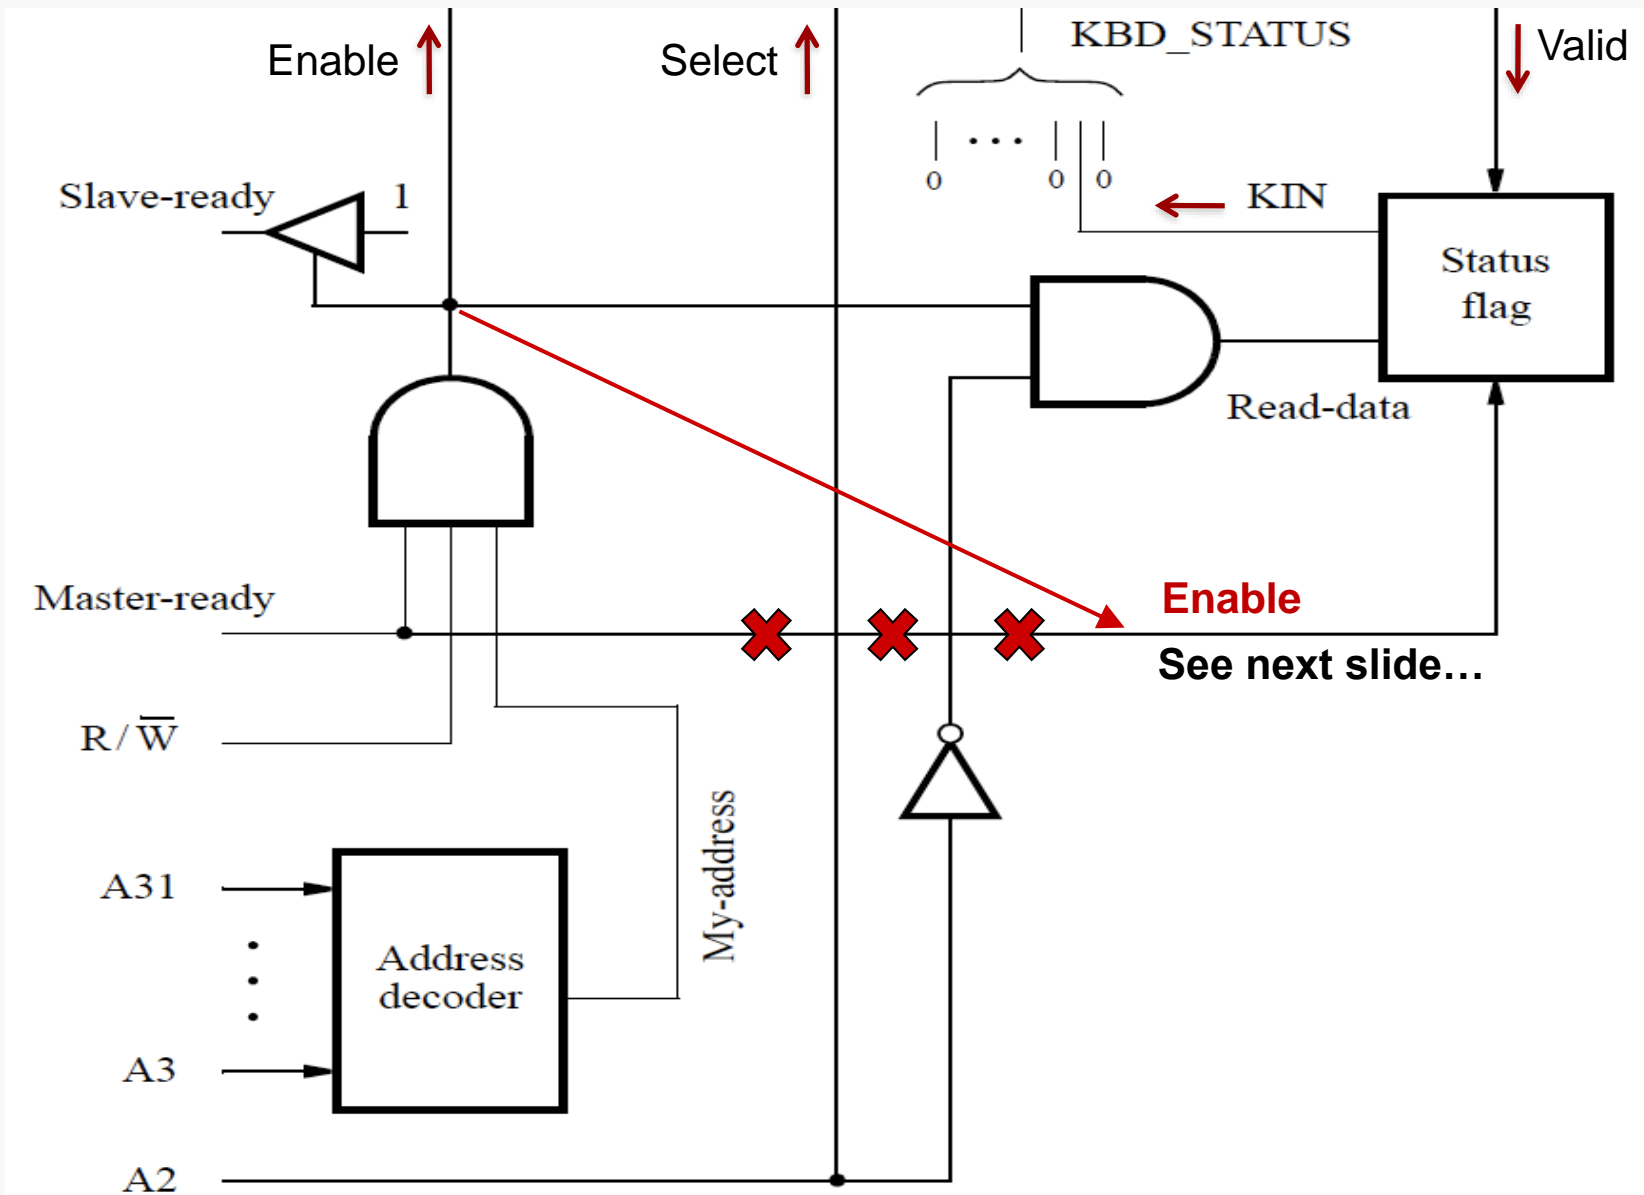 KBD_STATUS
Enable
Select
Valid
0 • • • 0 0
Slave-ready
1
KIN
Status
flag
Read-data
Master-ready
Enable
See next slide…
R / W̅
My-address
A31
Address
decoder
A3
A2